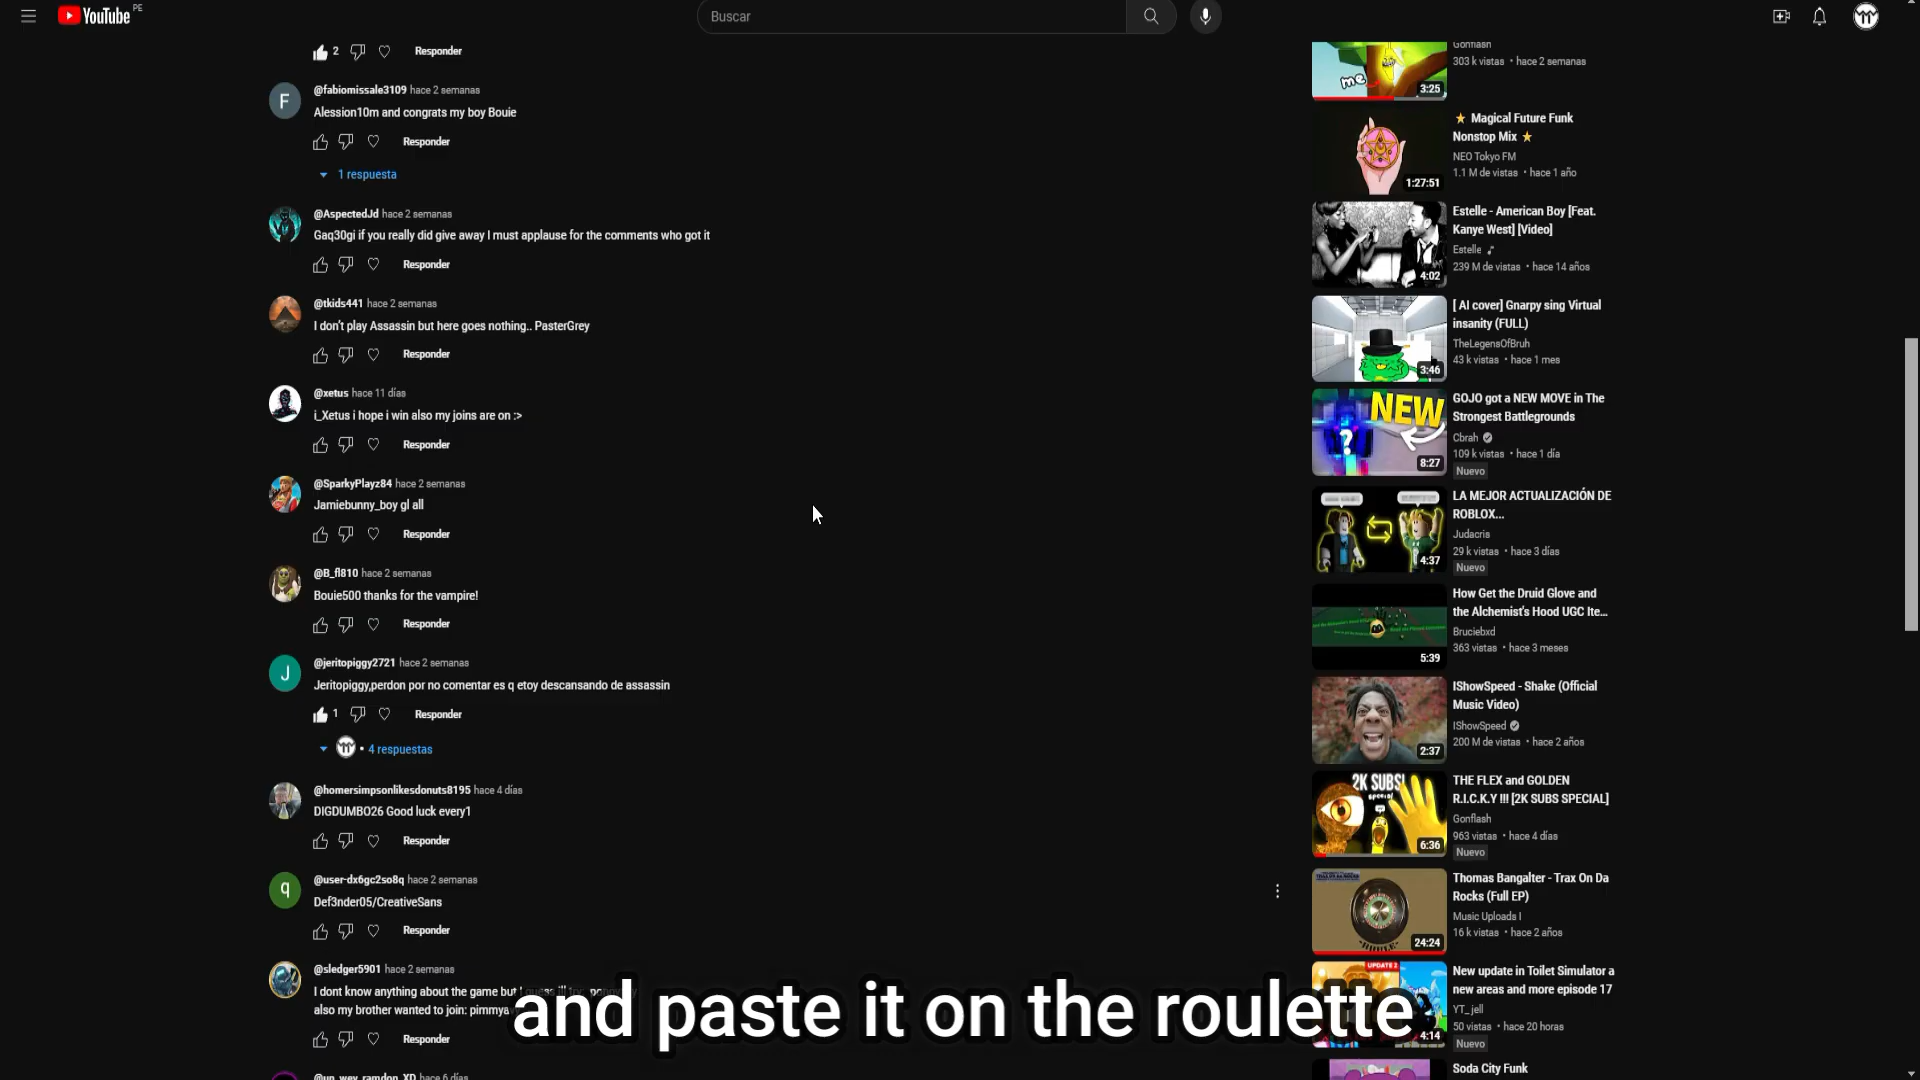 YouTube PE
Buscar
2 Responder
@fabiomissale3109 hace 2 semanas
Alession10m and congrats my boy Bouie
Responder
1 respuesta
@AspectedJd hace 2 semanas
Gaq30gi if you really did give away I must applause for the comments who got it
Responder
@tkids441 hace 2 semanas
I don't play Assassin but here goes nothing.. PasterGrey
Responder
@xetus hace 11 días
i_Xetus i hope i win also my joins are on :>
Responder
@SparkyPlayz84 hace 2 semanas
Jamiebunny_boy gl all
Responder
@B_fl810 hace 2 semanas
Bouie500 thanks for the vampire!
Responder
@jeritopiggy2721 hace 2 semanas
Jeritopiggy,perdon por no comentar es q etoy descansando de assassin
1 Responder
4 respuestas
@homersimpsonlikesdonuts8195 hace 4 días
DIGDUMBO26 Good luck every1
Responder
@user-dx6gc2so8q hace 2 semanas
Def3nder05/CreativeSans
Responder
@sledger5901 hace 2 semanas
I dont know anything about the game but
also my brother wanted to join:
Responder
@un_wey_ramdon_XD hace 6 días
Gonflash
303 k vistas • hace 2 semanas
me
3:25
Magical Future Funk
Nonstop Mix
NEO Tokyo FM
1.1 M de vistas • hace 1 año
1:27:51
Estelle - American Boy [Feat.
Kanye West] [Video]
Estelle
239 M de vistas • hace 14 años
4:02
[ AI cover] Gnarpy sing Virtual
insanity (FULL)
TheLegensOfBruh
43 k vistas • hace 1 mes
3:46
GOJO got a NEW MOVE in The
Strongest Battlegrounds
Cbrah
109 k vistas • hace 1 día
Nuevo
NEW
?
8:27
LA MEJOR ACTUALIZACIÓN DE
ROBLOX...
Judacris
29 k vistas • hace 3 días
Nuevo
4:37
How Get the Druid Glove and
the Alchemist's Hood UGC Ite...
Bruciebxd
363 vistas • hace 3 meses
5:39
IShowSpeed - Shake (Official
Music Video)
IShowSpeed
200 M de vistas • hace 2 años
2:37
THE FLEX and GOLDEN
R.I.C.K.Y !!! [2K SUBS SPECIAL]
Gonflash
963 vistas • hace 4 días
Nuevo
2K SUBS!
special
6:36
Thomas Bangalter - Trax On Da
Rocks (Full EP)
Music Uploads I
16 k vistas • hace 2 años
24:24
New update in Toilet Simulator a
new areas and more episode 17
YT_ jell
50 vistas • hace 20 horas
Nuevo
UPDATE 2
4:14
Soda City Funk
and paste it on the roulette